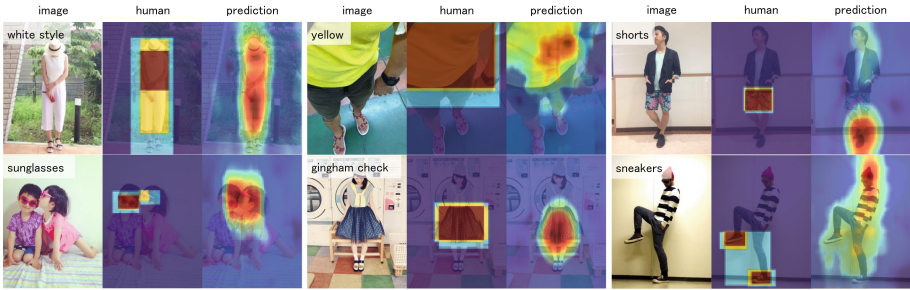 image human prediction image human prediction image human prediction
white style yellow shorts
sunglasses gingham check sneakers